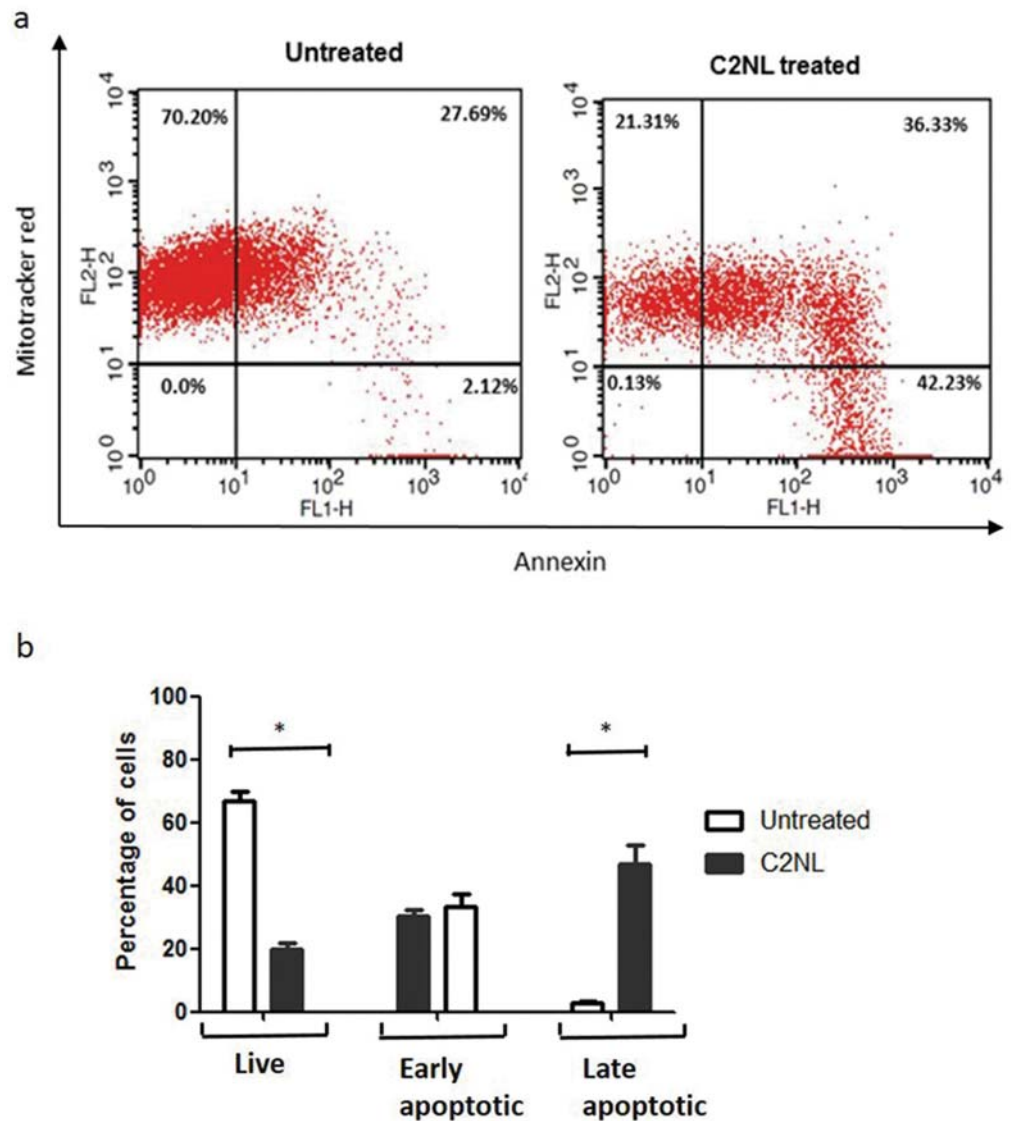 a
Untreated
C2NL treated
Mitotracker red
FL2-H
10^4
10^3
10^2
10^1
10^0
70.20%
27.69%
0.0%
2.12%
10^0 10^1 10^2 10^3 10^4
FL1-H
FL2-H
10^4
10^3
10^2
10^1
10^0
21.31%
36.33%
0.13%
42.23%
10^0 10^1 10^2 10^3 10^4
FL1-H
Annexin
b
Percentage of cells
100
80
60
40
20
0
*
*
Untreated
C2NL
Live
Early
apoptotic
Late
apoptotic